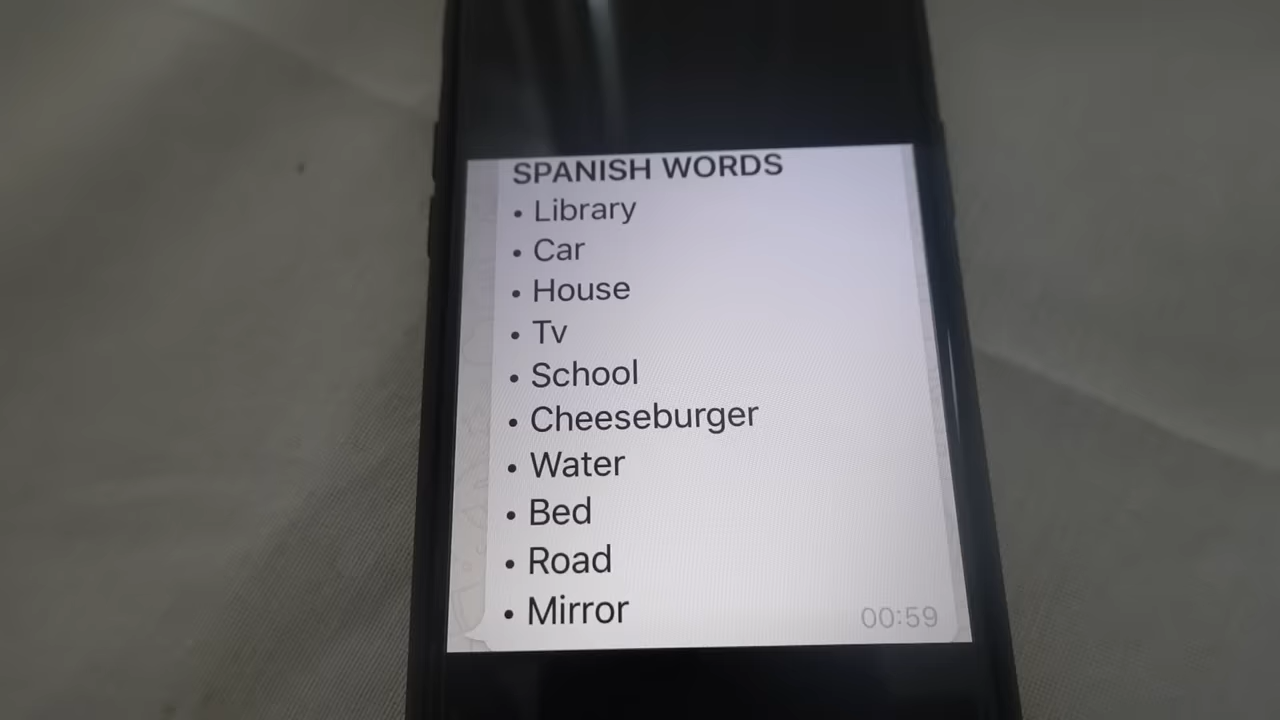 SPANISH WORDS
• Library
• Car
• House
• Tv
• School
• Cheeseburger
• Water
• Bed
• Road
• Mirror
00:59